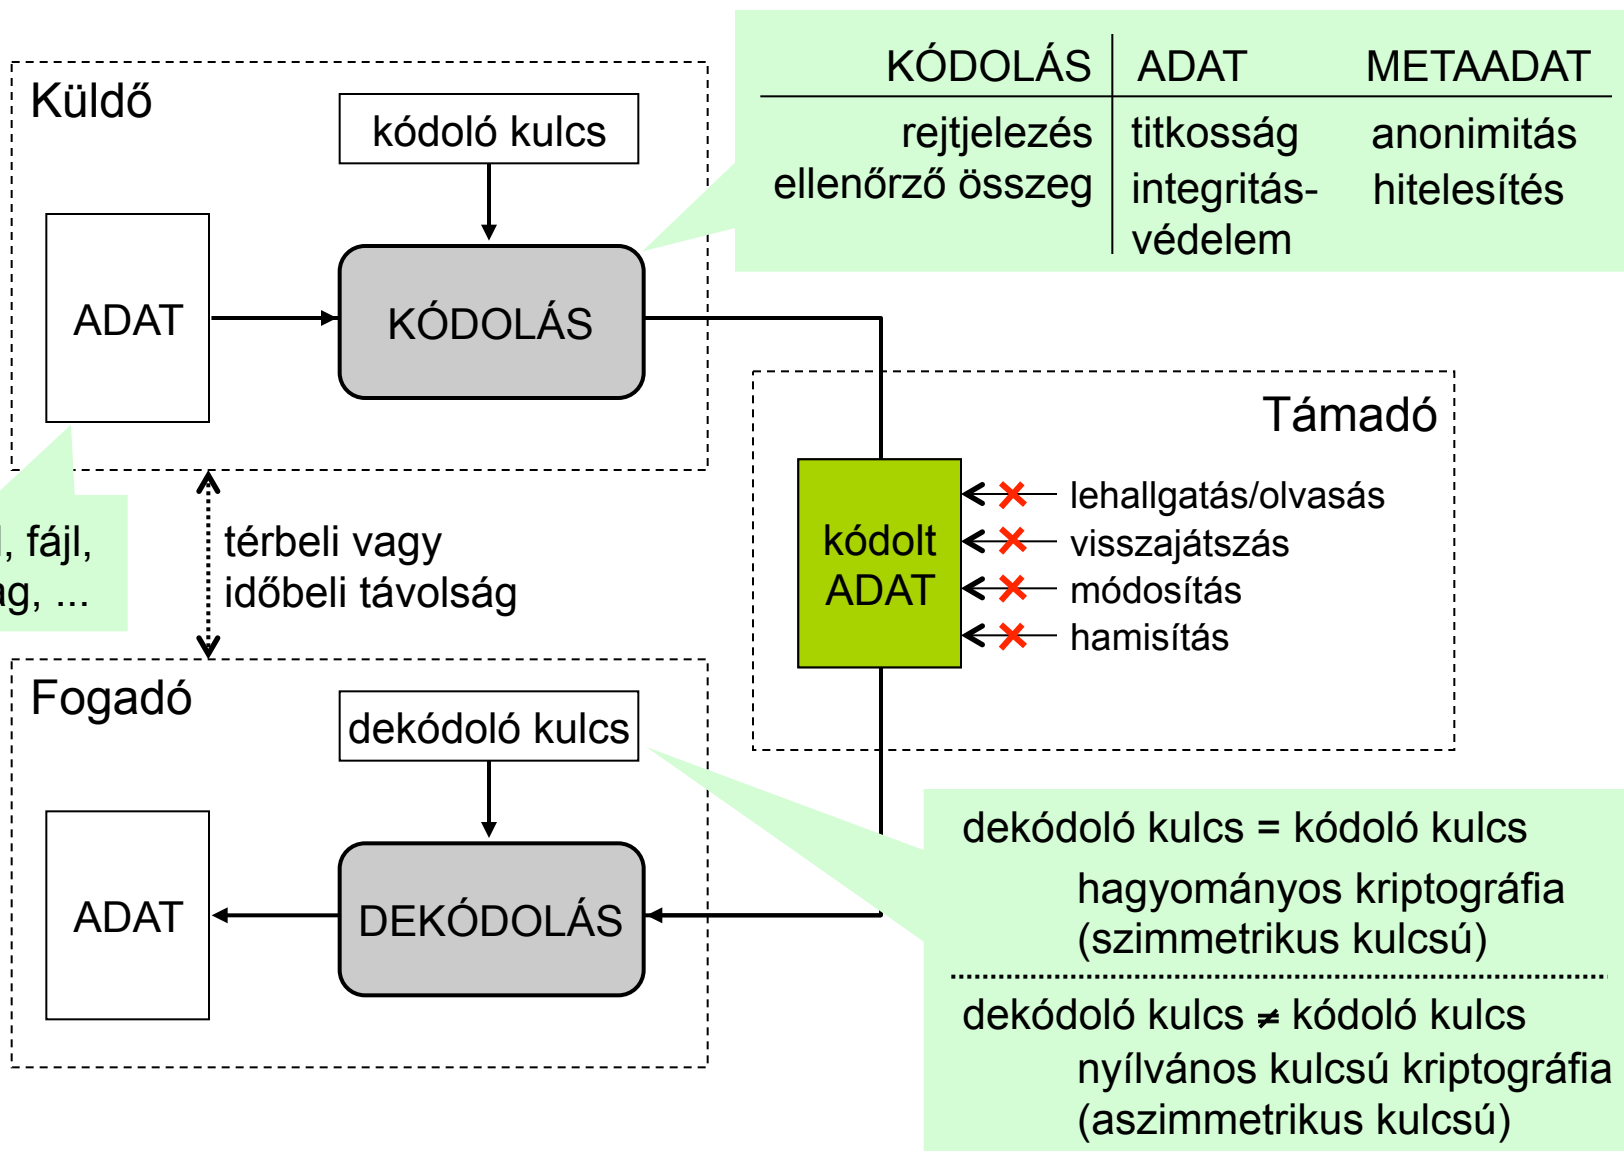 Küldő
kódoló kulcs
ADAT
KÓDOLÁS
KÓDOLÁS ADAT METAADAT
rejtjelezés titkosság anonimitás
ellenőrző összeg integritás- hitelesítés
védelem
Támadó
kódolt
ADAT
lehallgatás/olvasás
visszajátszás
módosítás
hamisítás
, fájl,
, ...
térbeli vagy
időbeli távolság
Fogadó
dekódoló kulcs
ADAT
DEKÓDOLÁS
dekódoló kulcs = kódoló kulcs
hagyományos kriptográfia
(szimmetrikus kulcsú)
dekódoló kulcs ≠ kódoló kulcs
nyílvános kulcsú kriptográfia
(aszimmetrikus kulcsú)